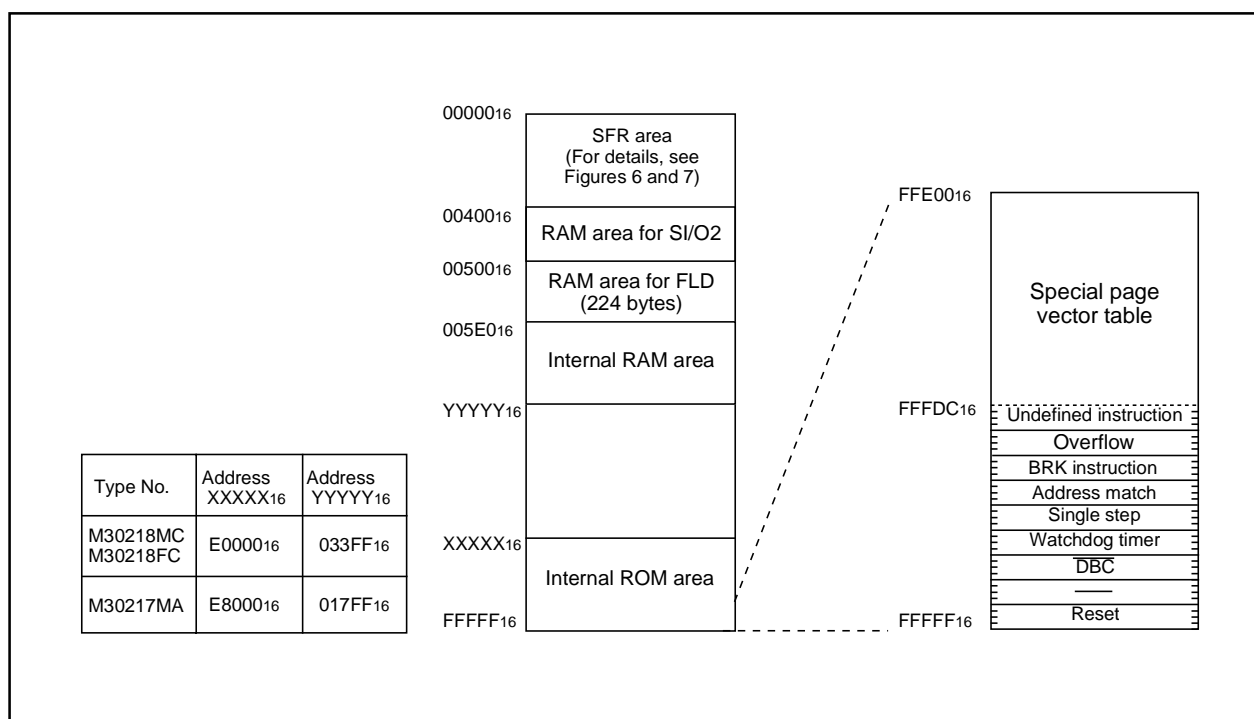 0000016
SFR area
(For details, see
Figures 6 and 7)
0040016
RAM area for SI/O2
0050016
RAM area for FLD
(224 bytes)
005E016
Internal RAM area
YYYYY16
XXXXX16
Internal ROM area
FFFFF16
Type No.
Address
XXXXX16
Address
YYYYY16
M30218MC
M30218FC
E000016
033FF16
M30217MA
E800016
017FF16
FFE0016
Special page
vector table
FFFDC16
Undefined instruction
Overflow
BRK instruction
Address match
Single step
Watchdog timer
DBC
Reset
FFFFF16